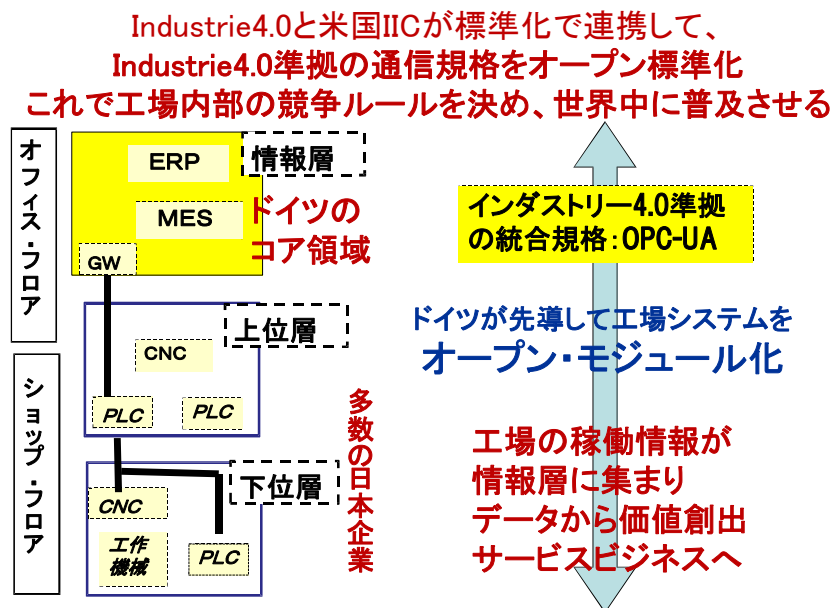 Industrie4.0と米国IICが標準化で連携して、
Industrie4.0準拠の通信規格をオープン標準化
これで工場内部の競争ルールを決め、世界中に普及させる
オフィス・フロア
ERP
情報層
MES
ドイツの
コア領域
GW
インダストリー4.0準拠
の統合規格：OPC-UA
上位層
CNC
PLC
PLC
ドイツが先導して工場システムを
オープン・モジュール化
ショップ・フロア
多数の日本企業
下位層
CNC
工作
機械
PLC
工場の稼働情報が
情報層に集まり
データから価値創出
サービスビジネスへ